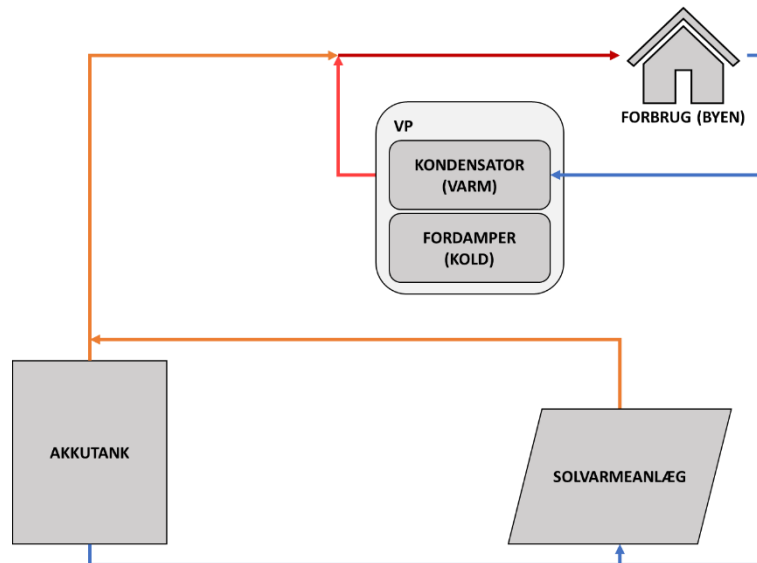 FORBRUG (BYEN)
VP
KONDENSATOR
(VARM)
FORDAMPER
(KOLD)
AKKUTANK
SOLVARMEANLÆG